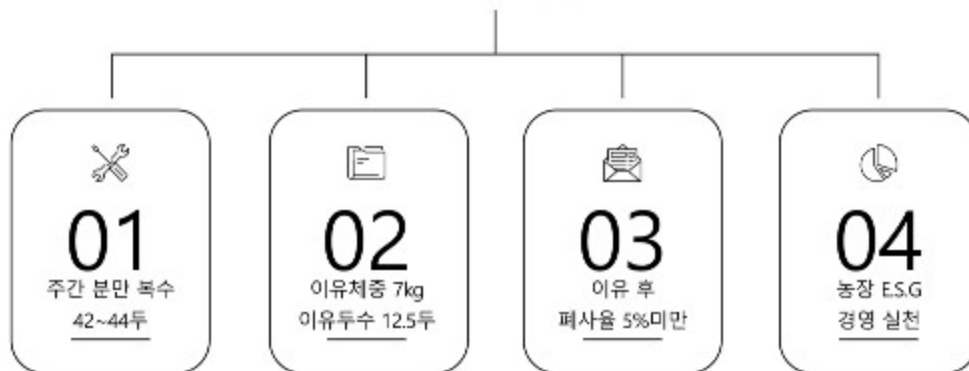 01
주간 분만 복수
42~44두
02
이유체중 7kg
이유두수 12.5두
03
이유 후
폐사율 5%미만
04
농장 E.S.G
경영 실천